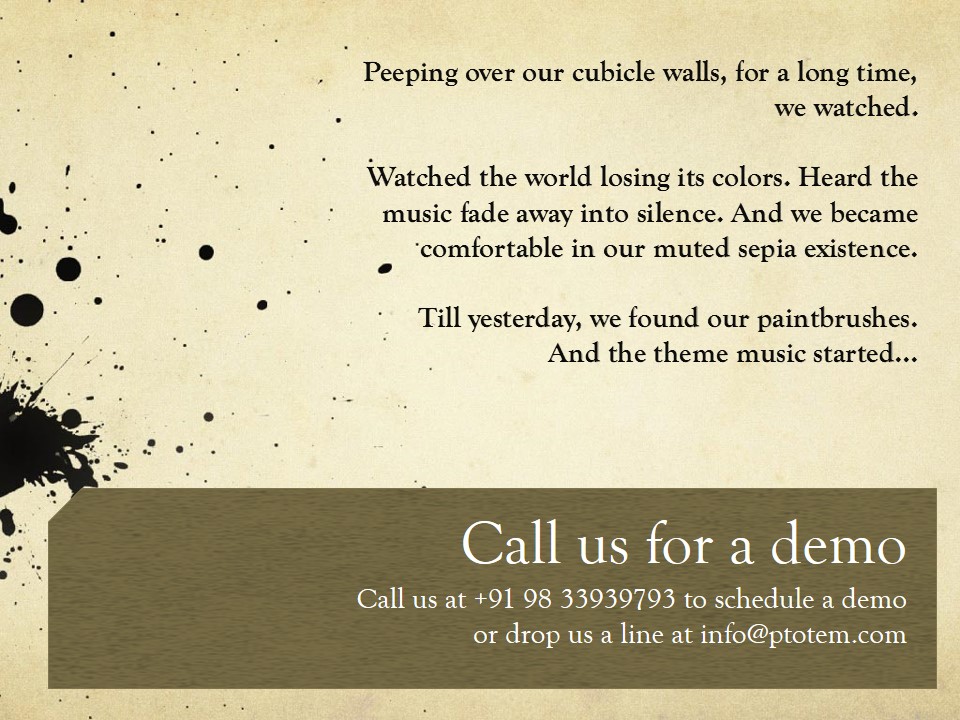 Peeping over our cubicle walls, for a long time,
we watched.
Watched the world losing its colors. Heard the
music fade away into silence. And we became
comfortable in our muted sepia existence.
Till yesterday, we found our paintbrushes.
And the theme music started...
Call us for a demo
Call us at +91 98 33939793 to schedule a demo
or drop us a line at info@ptotem.com